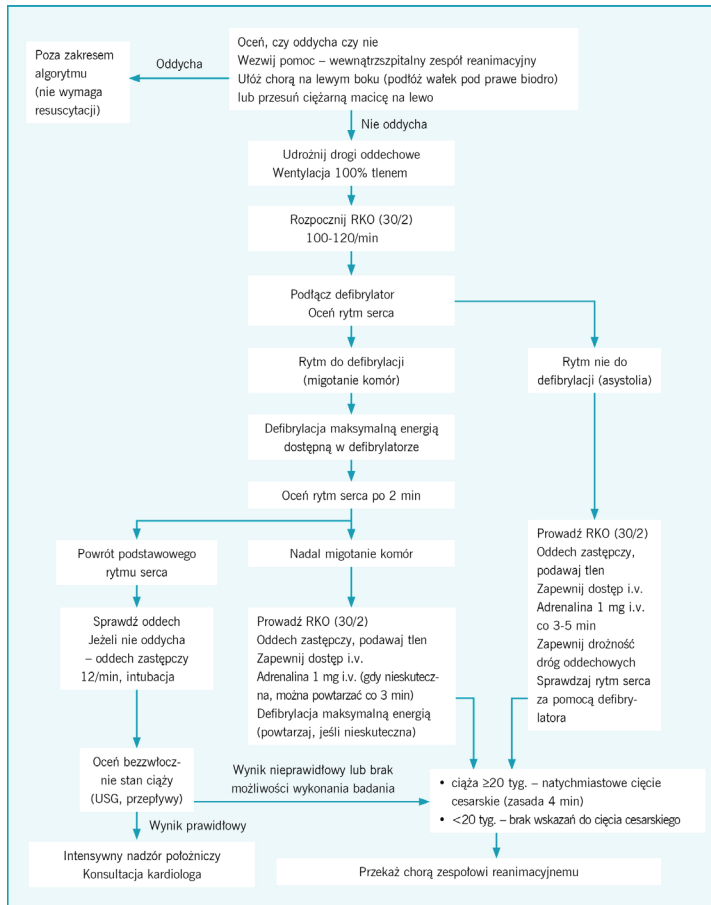 Oceń, czy oddycha czy nie
Wezwij pomoc – wewnątrzszpitalny zespół reanimacyjny
Ułóż chorą na lewym boku (podłóż wałek pod prawe biodro)
lub przesuń ciężarną macicę na lewo
Oddycha
Poza zakresem
algorytmu
(nie wymaga
resuscytacji)
Nie oddycha
Udrożnij drogi oddechowe
Wentylacja 100% tlenem
Rozpocznij RKO (30/2)
100-120/min
Podłącz defibrylator
Oceń rytm serca
Rytm do defibrylacji
(migotanie komór)
Rytm nie do
defibrylacji (asystolia)
Defibrylacja maksymalną energią
dostępną w defibrylatorze
Oceń rytm serca po 2 min
Powrót podstawowego
rytmu serca
Nadal migotanie komór
Prowadź RKO (30/2)
Oddech zastępczy,
podawaj tlen
Zapewnij dostęp i.v.
Adrenalina 1 mg i.v.
co 3-5 min
Zapewnij drożność
dróg oddechowych
Sprawdzaj rytm serca
za pomocą defibry-
latora
Sprawdź oddech
Jeżeli nie oddycha
– oddech zastępczy
12/min, intubacja
Prowadź RKO (30/2)
Oddech zastępczy, podawaj tlen
Zapewnij dostęp i.v.
Adrenalina 1 mg i.v. (gdy nieskutecz-
na, można powtarzać co 3 min)
Defibrylacja maksymalną energią
(powtarzaj, jeśli nieskuteczna)
Oceń bezzwłocz-
nie stan ciąży
(USG, przepływy)
Wynik nieprawidłowy lub brak
możliwości wykonania badania
• ciąża ≥20 tyg. – natychmiastowe cięcie
cesarskie (zasada 4 min)
• <20 tyg. – brak wskazań do cięcia cesarskiego
Wynik prawidłowy
Intensywny nadzór położniczy
Konsultacja kardiologa
Przekaż chorą zespołowi reanimacyjnemu